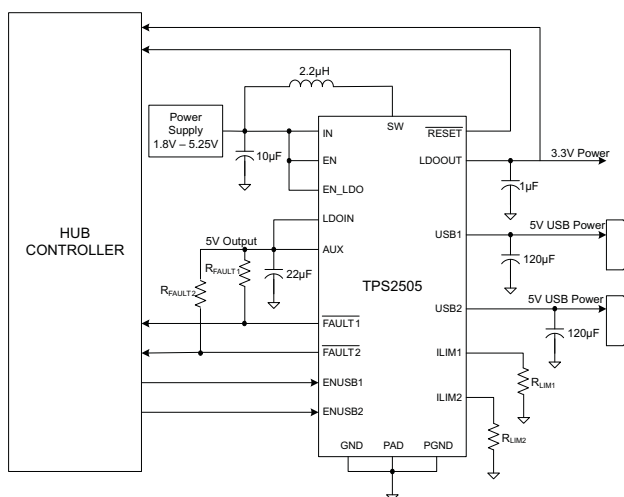 2.2µH
Power
Supply
1.8V – 5.25V
10µF
HUB
CONTROLLER
5V Output
RFAULT1
RFAULT2
22µF
SW
IN
EN
EN_LDO
LDOIN
AUX
FAULT1
FAULT2
ENUSB1
ENUSB2
TPS2505
RESET
LDOOUT
USB1
USB2
ILIM1
ILIM2
GND PAD PGND
3.3V Power
1µF
5V USB Power
120µF
5V USB Power
120µF
RLIM1
RLIM2